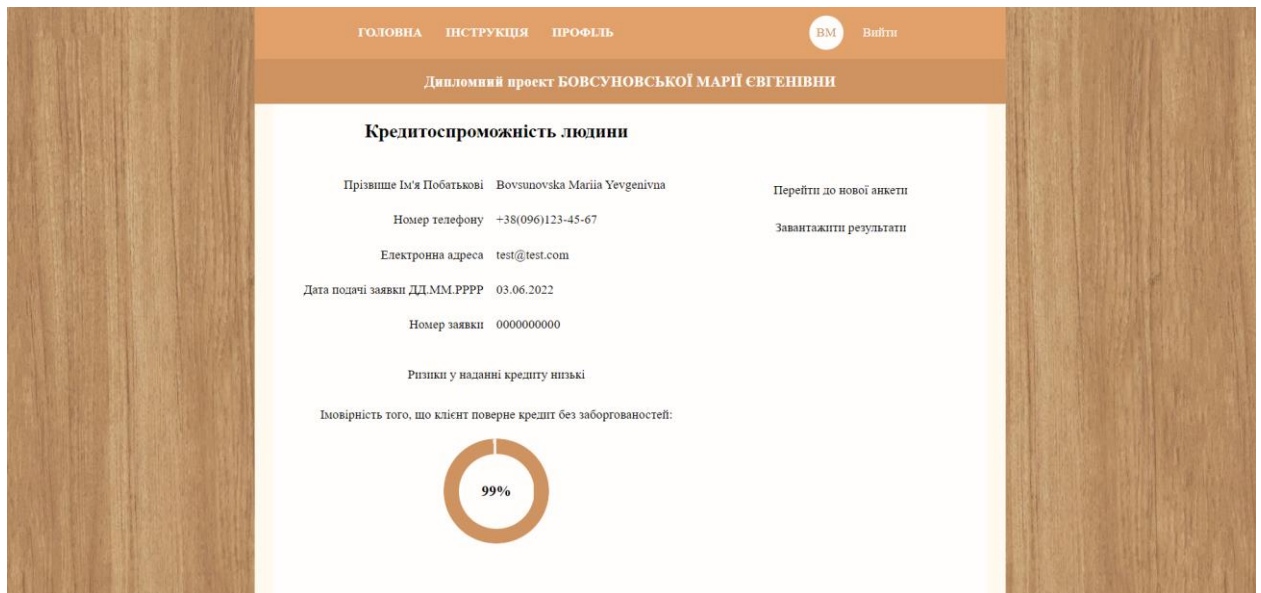 ГОЛОВНА ІНСТРУКЦІЯ ПРОФІЛЬ ВМ Вийти
Дипломний проект БОВСУНОВСЬКОЇ МАРІЇ ЄВГЕНІВНИ
Кредитоспроможність людини
Прізвище Ім'я Побатькові Bovsunovska Mariia Yevgenivna
Перейти до нової анкети
Номер телефону +38(096)123-45-67
Завантажити результати
Електронна адреса test@test.com
Дата подачі заявки ДД.ММ.РРРР 03.06.2022
Номер заявки 0000000000
Ризики у наданні кредиту низькі
Імовірність того, що клієнт поверне кредит без заборгованостей:
99%